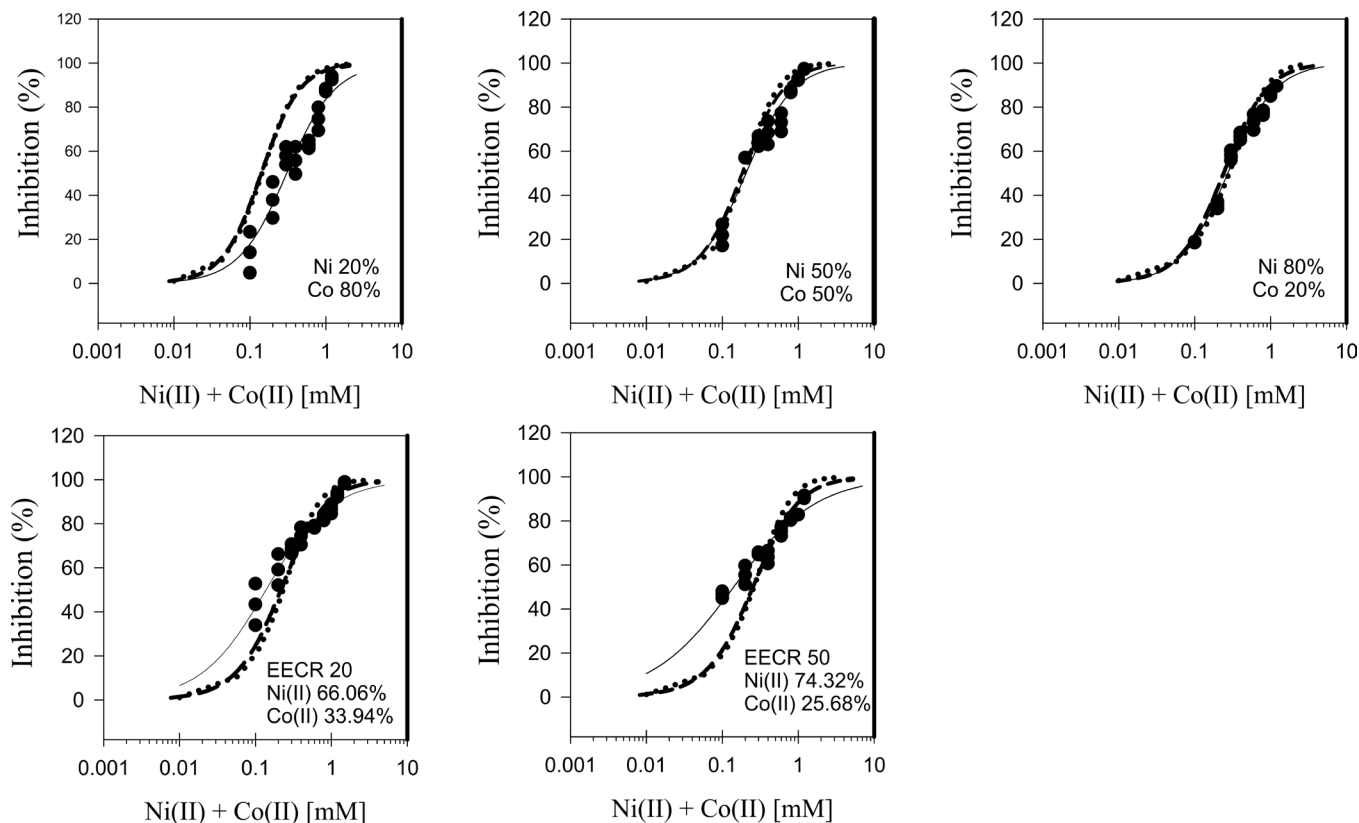 120
100
80
60
40
20
0
Inhibition (%)
Ni 20%
Co 80%
0.001 0.01 0.1 1 10
Ni(II) + Co(II) [mM]
120
100
80
60
40
20
0
Inhibition (%)
Ni 50%
Co 50%
0.001 0.01 0.1 1 10
Ni(II) + Co(II) [mM]
120
100
80
60
40
20
0
Inhibition (%)
Ni 80%
Co 20%
0.001 0.01 0.1 1 10
Ni(II) + Co(II) [mM]
120
100
80
60
40
20
0
Inhibition (%)
EECR 20
Ni(II) 66.06%
Co(II) 33.94%
0.001 0.01 0.1 1 10
Ni(II) + Co(II) [mM]
120
100
80
60
40
20
0
Inhibition (%)
EECR 50
Ni(II) 74.32%
Co(II) 25.68%
0.001 0.01 0.1 1 10
Ni(II) + Co(II) [mM]